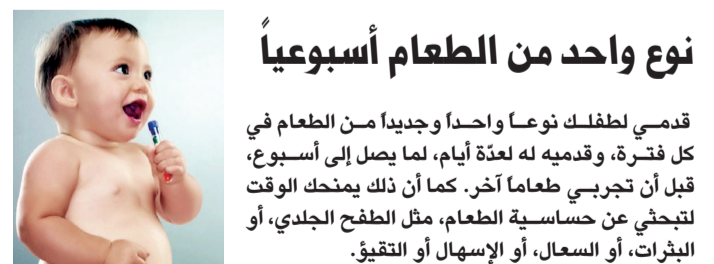 نوع واحد من الطعام أسبوعياً
قدمي لطفلك نوعاً واحداً وجديداً من الطعام في
كل فترة، وقدميه له لعدّة أيام، لما يصل إلى أسبوع،
قبل أن تجربي طعاماً آخر. كما أن ذلك يمنحك الوقت
لتبحثي عن حساسية الطعام، مثل الطفح الجلدي، أو
البثرات، أو السعال، أو الإسهال أو التقيؤ.